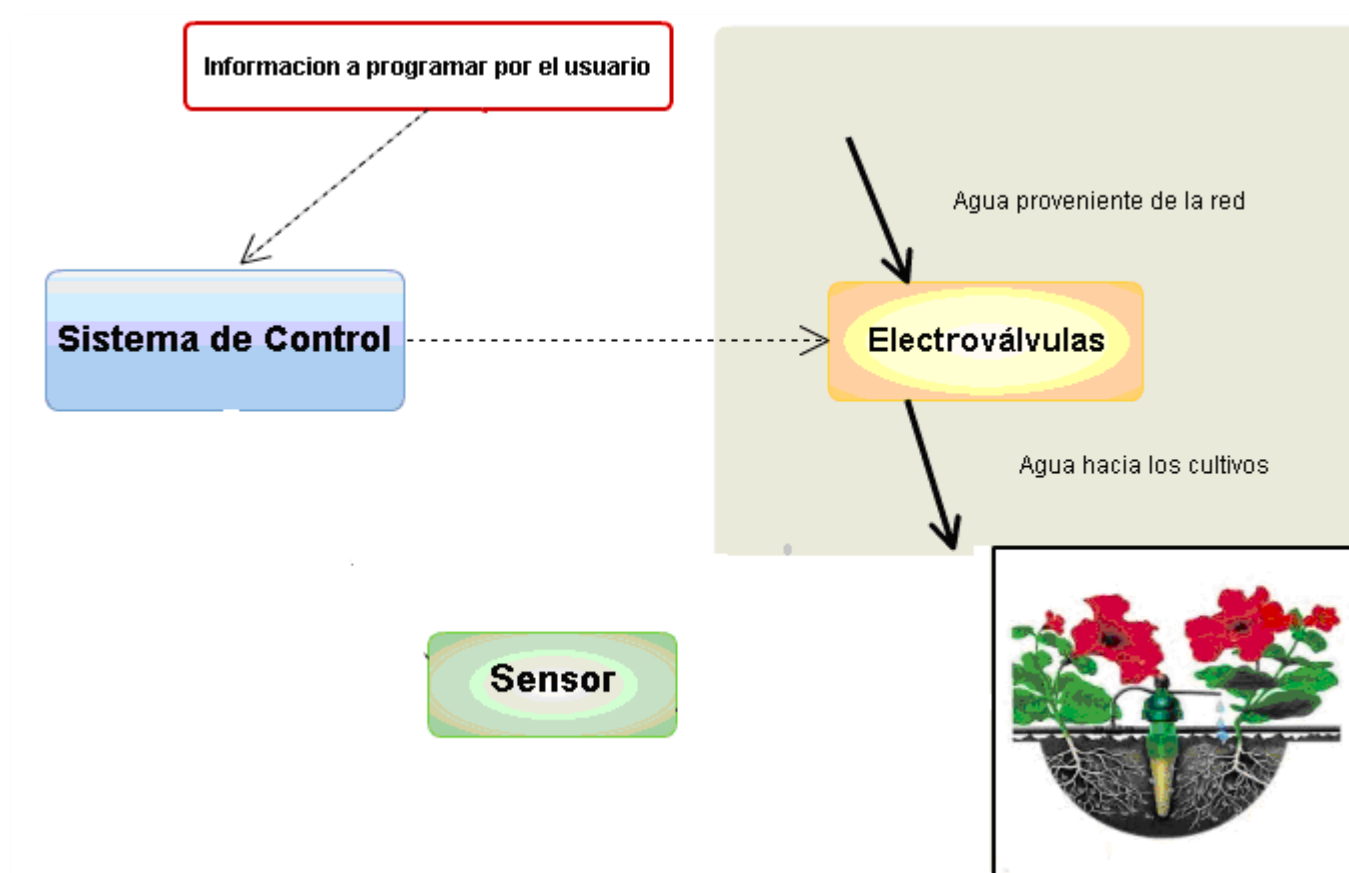 Informacion a programar por el usuario
Agua proveniente de la red
Sistema de Control
Electroválvulas
Agua hacia los cultivos
Sensor